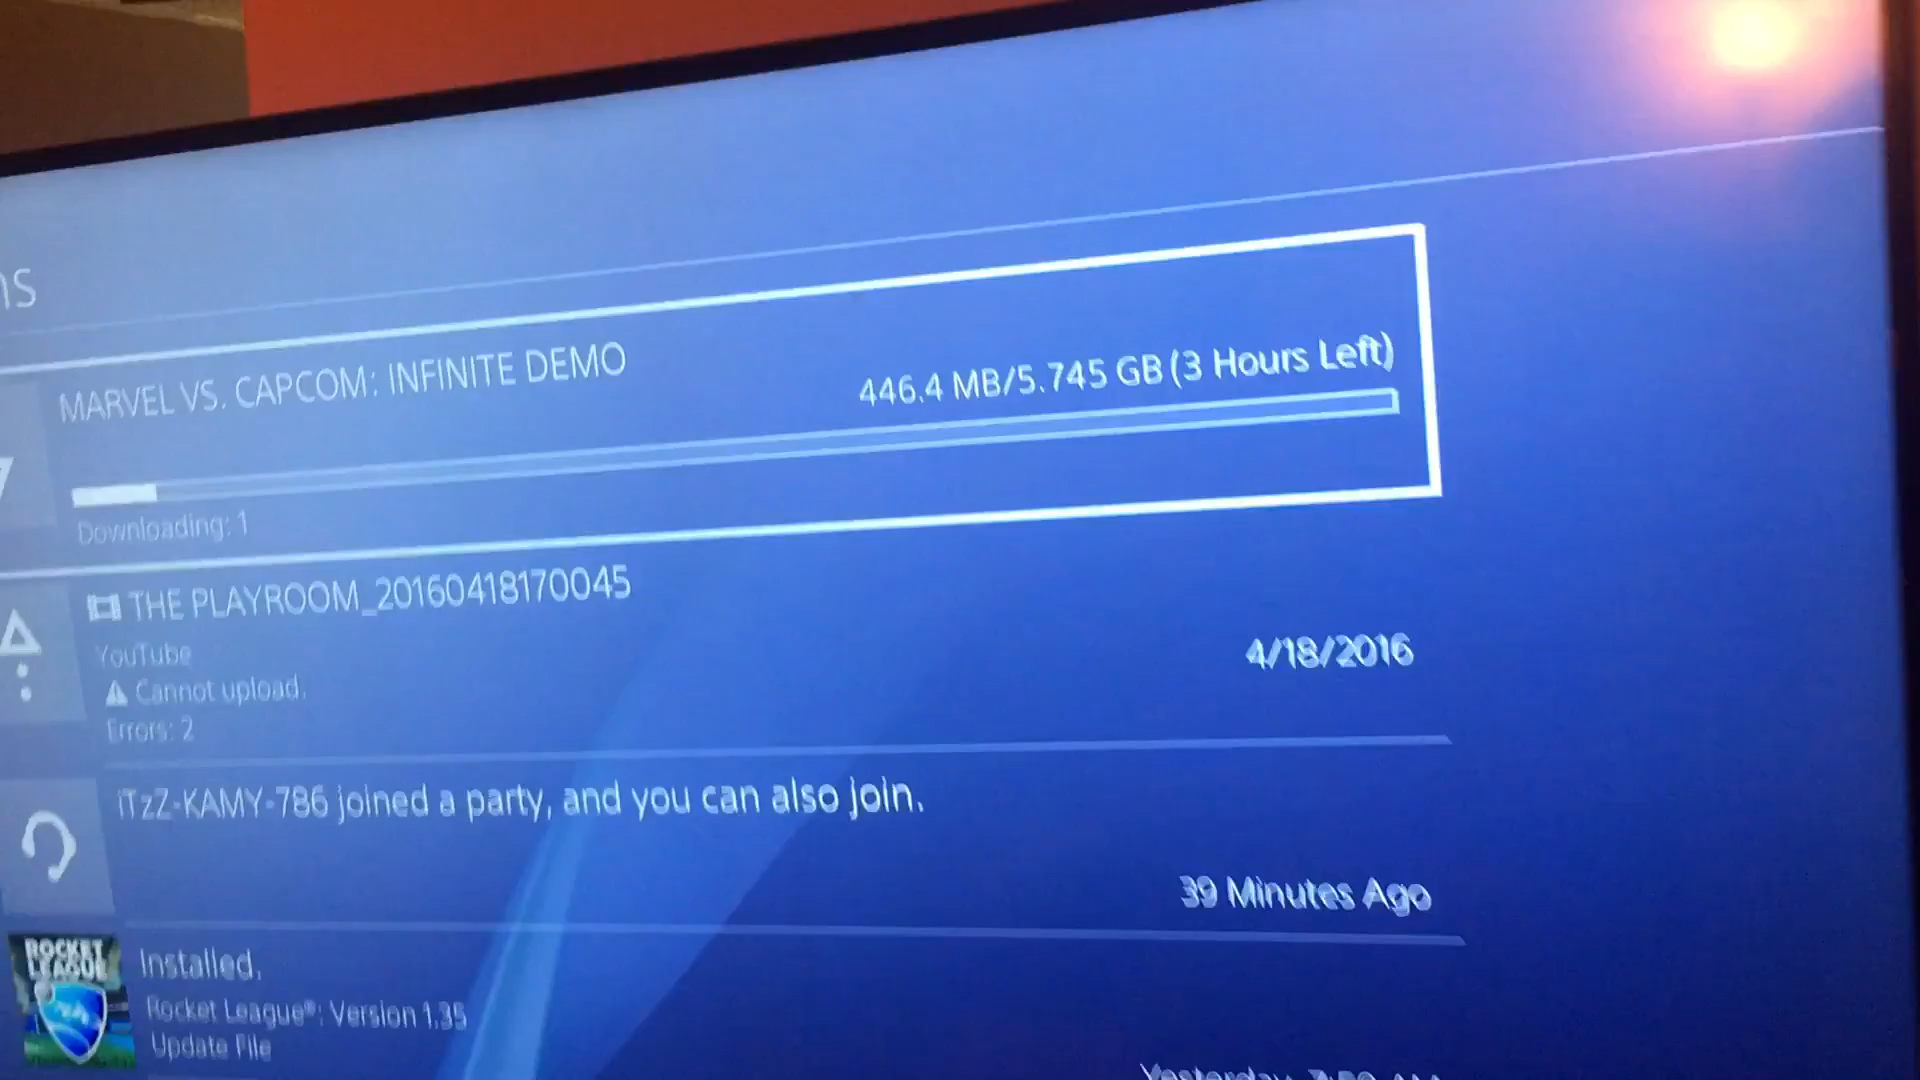 ns
MARVEL VS. CAPCOM: INFINITE DEMO
446.4 MB/5.745 GB (3 Hours Left)
Downloading: 1
THE PLAYROOM_20160418170045
YouTube
4/18/2016
Cannot upload.
Errors: 2
iTzZ-KAMY-786 joined a party, and you can also join.
39 Minutes Ago
ROCKET
LEAGUE
Installed.
Rocket League®: Version 1.35
Update File
Yesterday